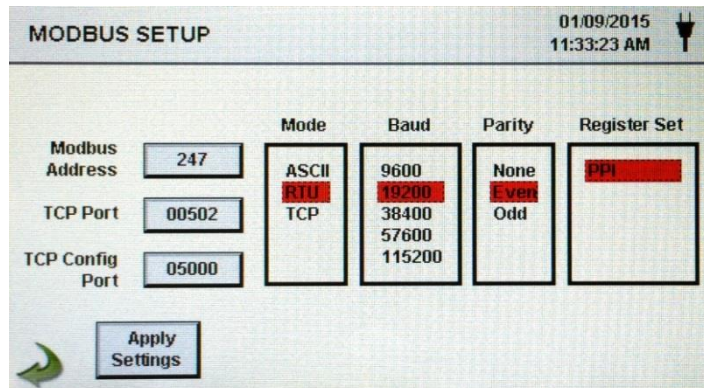 MODBUS SETUP
01/09/2015
11:33:23 AM
Mode
Baud
Parity
Register Set
Modbus
Address
247
TCP Port
00502
TCP Config
Port
05000
ASCII
RTU
TCP
9600
19200
38400
57600
115200
None
Even
Odd
PPI
Apply
Settings